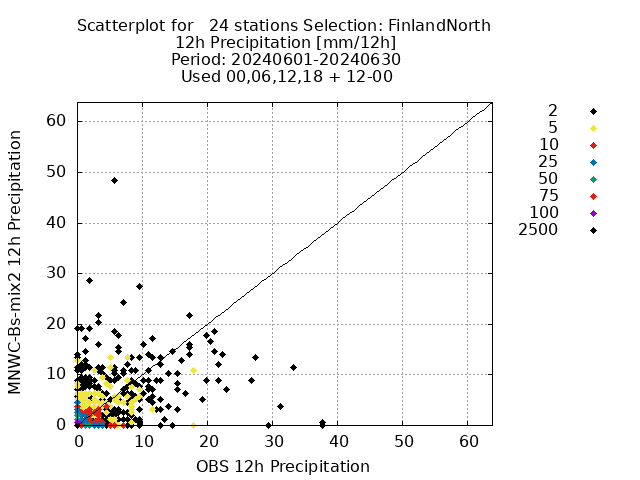 Scatterplot for   24 stations Selection: FinlandNorth
12h Precipitation [mm/12h]
Period: 20240601-20240630
Used 00,06,12,18 + 12-00
MNWC-Bs-mix2 12h Precipitation
60
50
40
30
20
10
0
0 10 20 30 40 50 60
OBS 12h Precipitation
2
5
10
25
50
75
100
2500